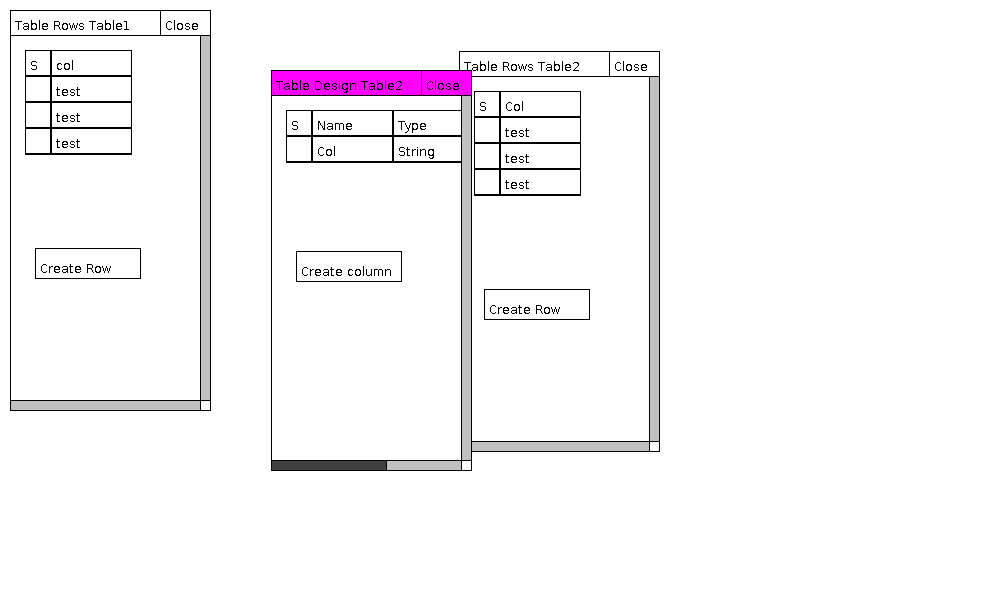 Table Rows Table1 Close
S col
test
test
test
Create Row
Table Design Table2 Close
S Name Type
Col String
Create column
Table Rows Table2 Close
S Col
test
test
test
Create Row